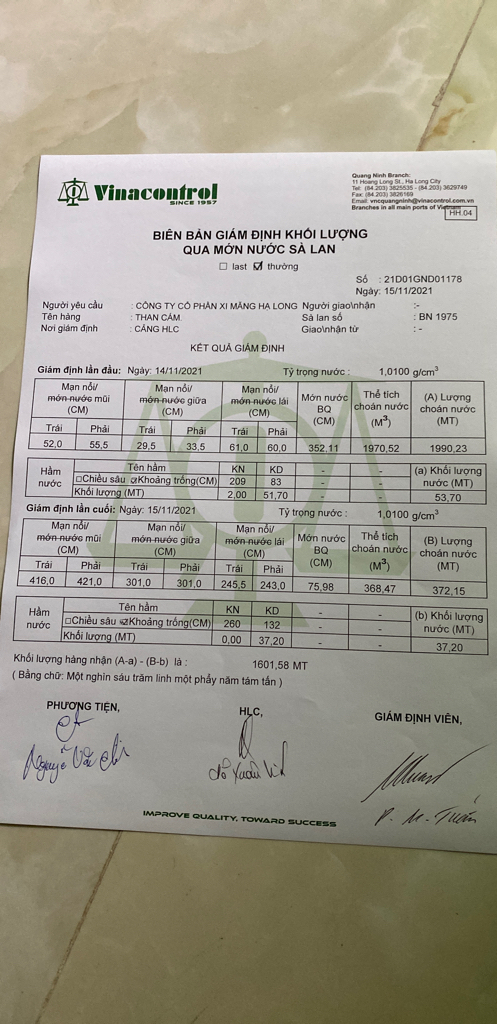 Vinacontrol
SINCE 1957
Quang Ninh Branch:
11 Hoang Long St., Ha Long City
Tel: (84.203) 3825535 - (84.203) 3629749
Fax: (84.203) 3826169
Email: vncquangninh@vinacontrol.com.vn
Branches in all main ports of Vietnam
HH.04
BIÊN BẢN GIÁM ĐỊNH KHỐI LƯỢNG
QUA MỚN NƯỚC SÀ LAN
☐ last ☑ thường
Số : 21D01GND01178
Ngày: 15/11/2021
Người yêu cầu : CÔNG TY CỔ PHẦN XI MĂNG HẠ LONG Người giao\nhận :-
Tên hàng : THAN CÁM. Sà lan số : BN 1975
Nơi giám định : CẢNG HLC Giao\nhận từ : -
KẾT QUẢ GIÁM ĐỊNH
Giám định lần đầu: Ngày: 14/11/2021 Tỷ trọng nước : 1,0100 g/cm³
Mạn nổi/ món nước mũi (CM) Mạn nổi/ món nước giữa (CM) Mạn nổi/ món nước lái (CM) Mớn nước BQ (CM) Thể tích choán nước (M³) (A) Lượng choán nước (MT)
Trái Phải Trái Phải Trái Phải
52,0 55,5 29,5 33,5 61,0 60,0 352,11 1970,52 1990,23
Hầm nước Tên hầm KN KD - - (a) Khối lượng nước (MT)
☐Chiều sâu ☑Khoảng trống(CM) 209 83 - -
Khối lượng (MT) 2,00 51,70 - - 53,70
Giám định lần cuối: Ngày: 15/11/2021 Tỷ trọng nước : 1,0100 g/cm³
Mạn nổi/ món nước mũi (CM) Mạn nổi/ món nước giữa (CM) Mạn nổi/ món nước lái (CM) Mớn nước BQ (CM) Thể tích choán nước (M³) (B) Lượng choán nước (MT)
Trái Phải Trái Phải Trái Phải
416,0 421,0 301,0 301,0 245,5 243,0 75,98 368,47 372,15
Hầm nước Tên hầm KN KD - - (b) Khối lượng nước (MT)
☐Chiều sâu ☑Khoảng trống(CM) 260 132 - -
Khối lượng (MT) 0,00 37,20 - - 37,20
Khối lượng hàng nhận (A-a) - (B-b) là : 1601,58 MT
( Bằng chữ: Một nghìn sáu trăm linh một phẩy năm tám tấn )
PHƯƠNG TIỆN, HLC, GIÁM ĐỊNH VIÊN,
Nguyễn Văn
P. M. Tuấn
IMPROVE QUALITY, TOWARD SUCCESS